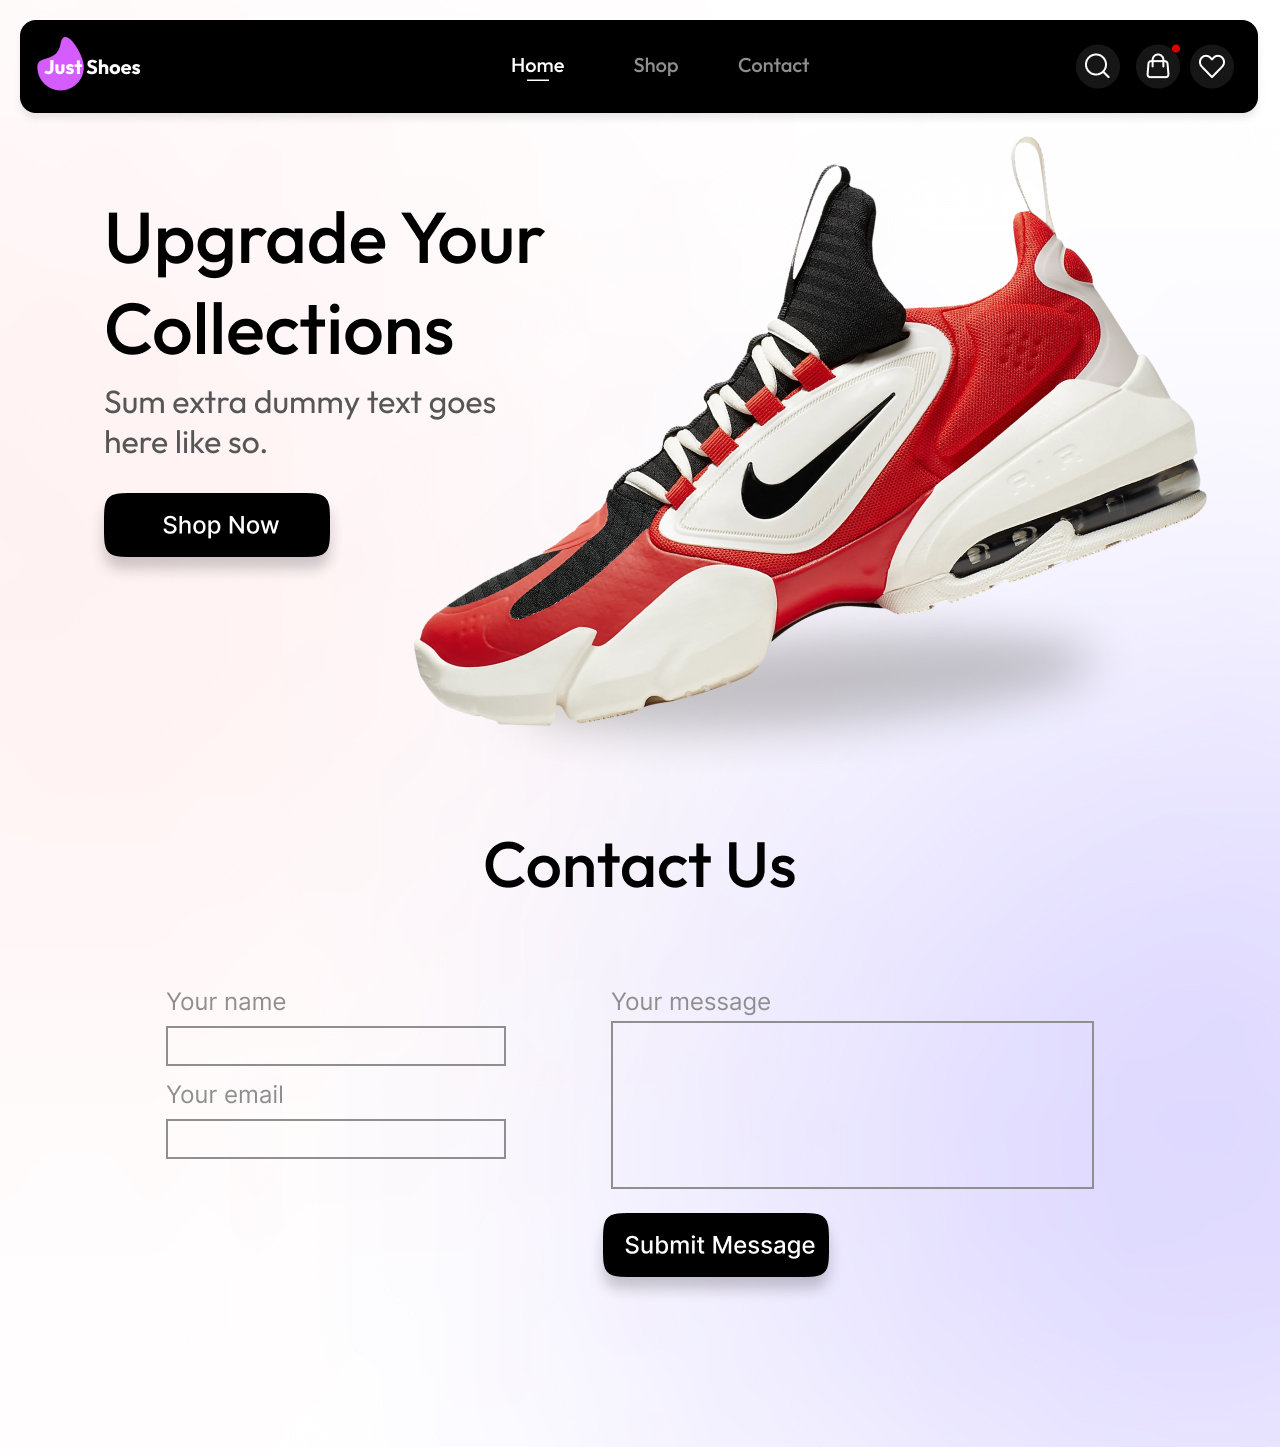 Just Shoes
Home
Shop
Contact
Upgrade Your
Collections
Sum extra dummy text goes
here like so.
Shop Now
AIR
Contact Us
Your name
Your message
Your email
Submit Message